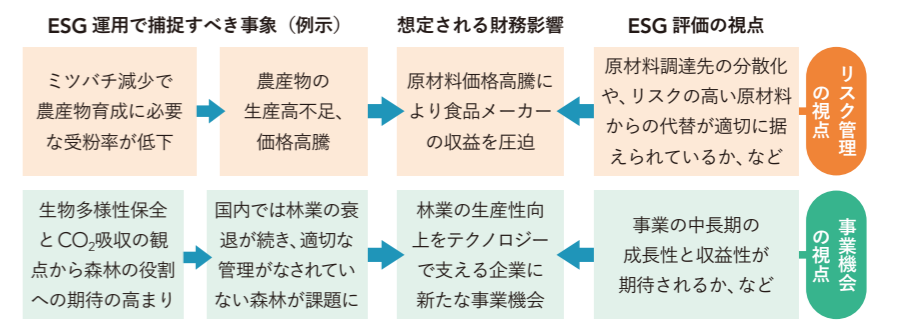 ESG 運用で捕捉すべき事象（例示）
想定される財務影響
ESG 評価の視点
ミツバチ減少で
農産物育成に必要
な受粉率が低下
農産物の
生産高不足、
価格高騰
原材料価格高騰に
より食品メーカー
の収益を圧迫
原材料調達先の分散化
や、リスクの高い原材料
からの代替が適切に据
えられているか、など
リスク管理
の視点
生物多様性保全
とCO₂吸収の観
点から森林の役割
への期待の高まり
国内では林業の衰
退が続き、適切な
管理がなされてい
ない森林が課題に
林業の生産性向
上をテクノロジー
で支える企業に
新たな事業機会
事業の中長期の
成長性と収益性が
期待されるか、など
事業機会
の視点